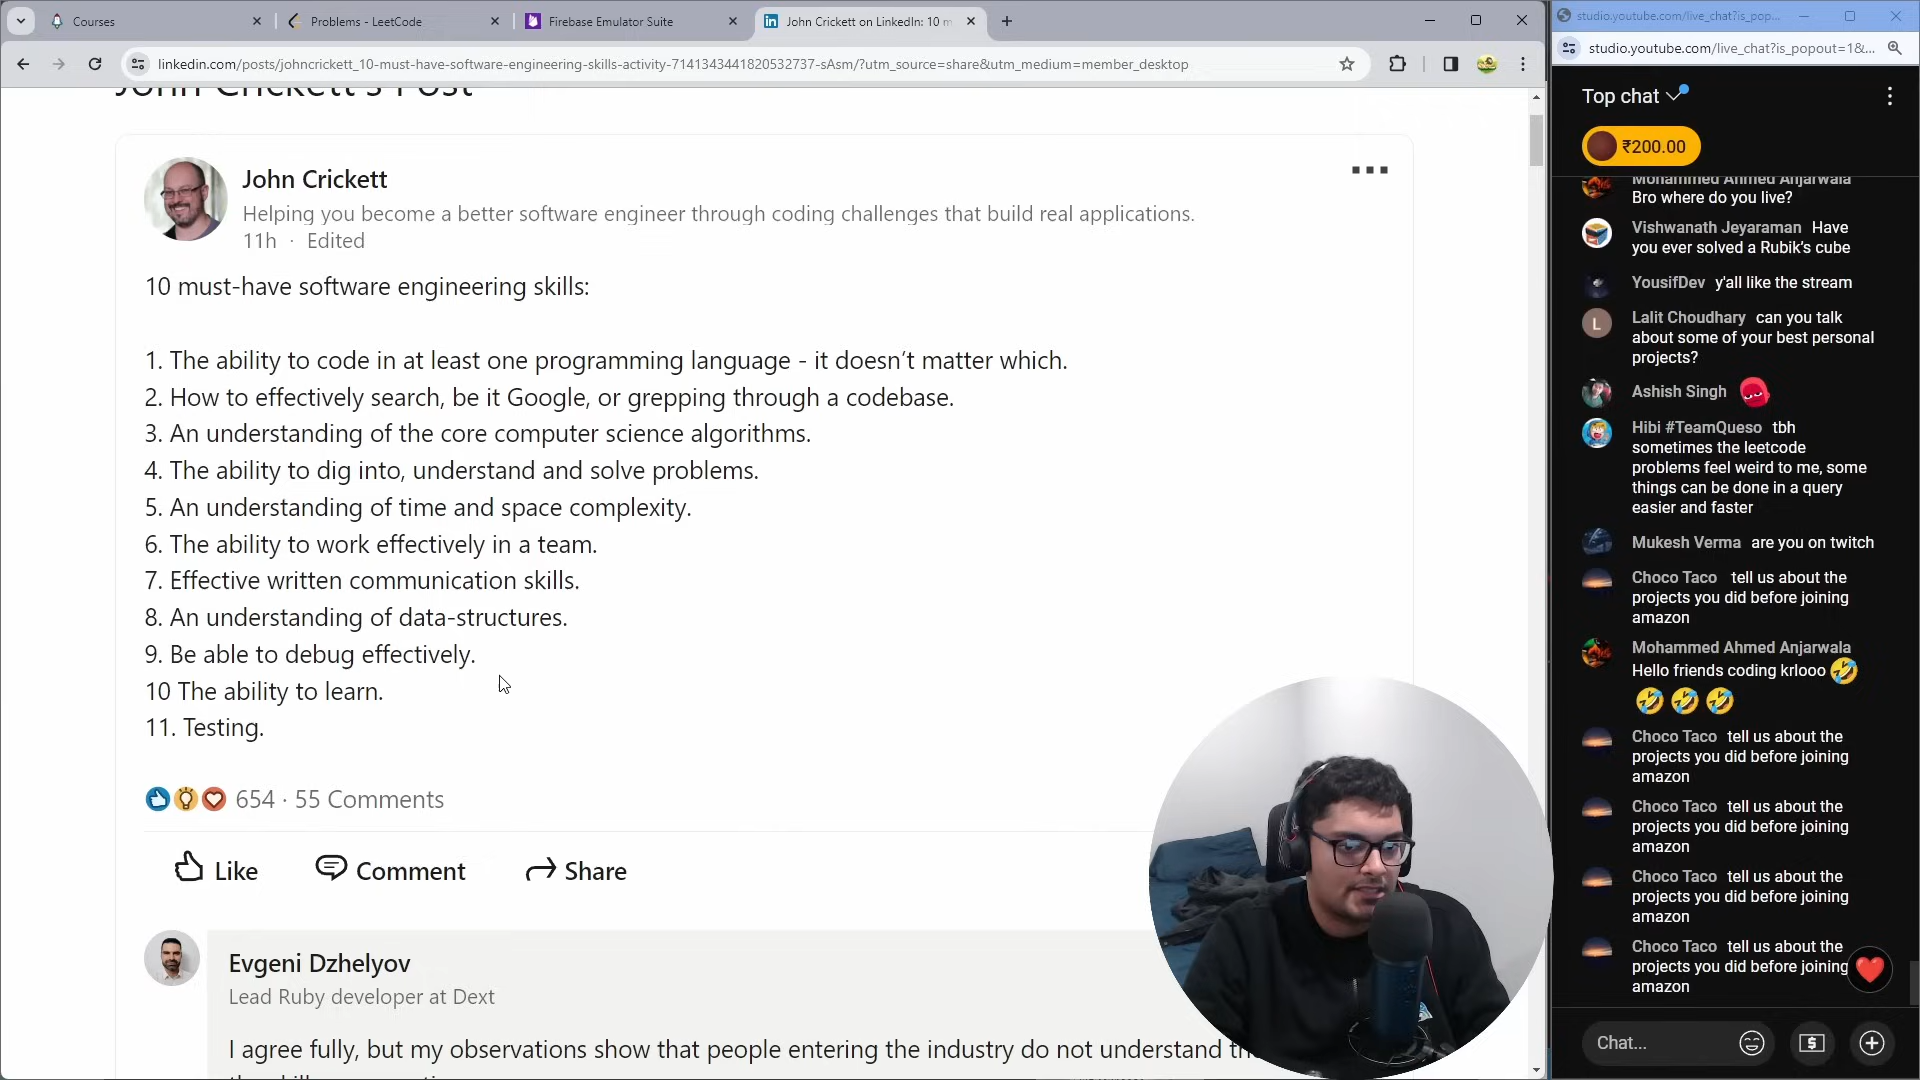 Courses
Problems - LeetCode
Firebase Emulator Suite
John Crickett on LinkedIn: 10 m
linkedin.com/posts/johncrickett_10-must-have-software-engineering-skills-activity-7141343441820532737-sAsm/?utm_source=share&utm_medium=member_desktop
John Crickett's Post
John Crickett
Helping you become a better software engineer through coding challenges that build real applications.
11h · Edited
10 must-have software engineering skills:
1. The ability to code in at least one programming language - it doesn’t matter which.
2. How to effectively search, be it Google, or grepping through a codebase.
3. An understanding of the core computer science algorithms.
4. The ability to dig into, understand and solve problems.
5. An understanding of time and space complexity.
6. The ability to work effectively in a team.
7. Effective written communication skills.
8. An understanding of data-structures.
9. Be able to debug effectively.
10 The ability to learn.
11. Testing.
654 · 55 Comments
Like
Comment
Share
Evgeni Dzhelyov
Lead Ruby developer at Dext
I agree fully, but my observations show that people entering the industry do not understand
studio.youtube.com/live_chat?is_pop...
studio.youtube.com/live_chat?is_popout=1&...
Top chat
₹200.00
Mohammed Ahmed Anjarwala
Bro where do you live?
Vishwanath Jeyaraman Have
you ever solved a Rubik’s cube
YousifDev y'all like the stream
L
Lalit Choudhary can you talk
about some of your best personal
projects?
Ashish Singh
Hibi #TeamQueso tbh
sometimes the leetcode
problems feel weird to me, some
things can be done in a query
easier and faster
Mukesh Verma are you on twitch
Choco Taco tell us about the
projects you did before joining
amazon
Mohammed Ahmed Anjarwala
Hello friends coding krlooo 🤣
🤣 🤣 🤣
Choco Taco tell us about the
projects you did before joining
amazon
Choco Taco tell us about the
projects you did before joining
amazon
Choco Taco tell us about the
projects you did before joining
amazon
Choco Taco tell us about the
projects you did before joining
amazon
Chat...